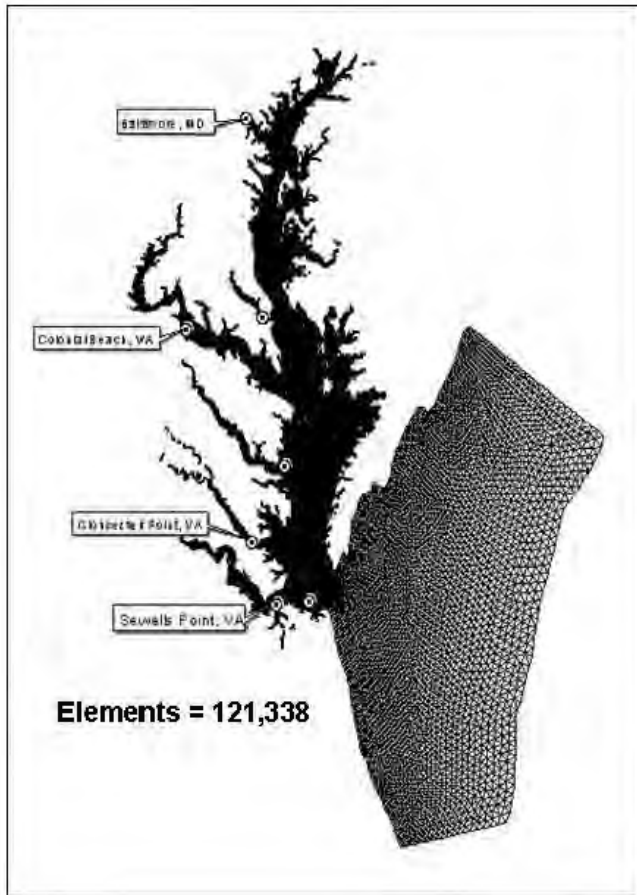 Baltimore, MD
Colonial Beach, VA
Gloucester Point, VA
Sewells Point, VA
Elements = 121,338